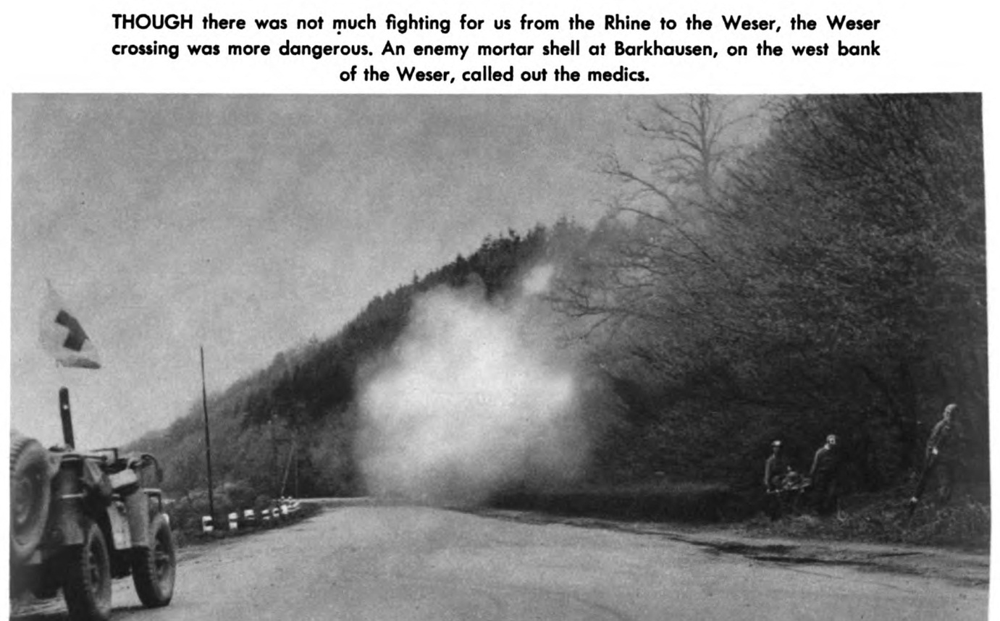 THOUGH there was not much fighting for us from the Rhine to the Weser, the Weser
crossing was more dangerous. An enemy mortar shell at Barkhausen, on the west bank
of the Weser, called out the medics.